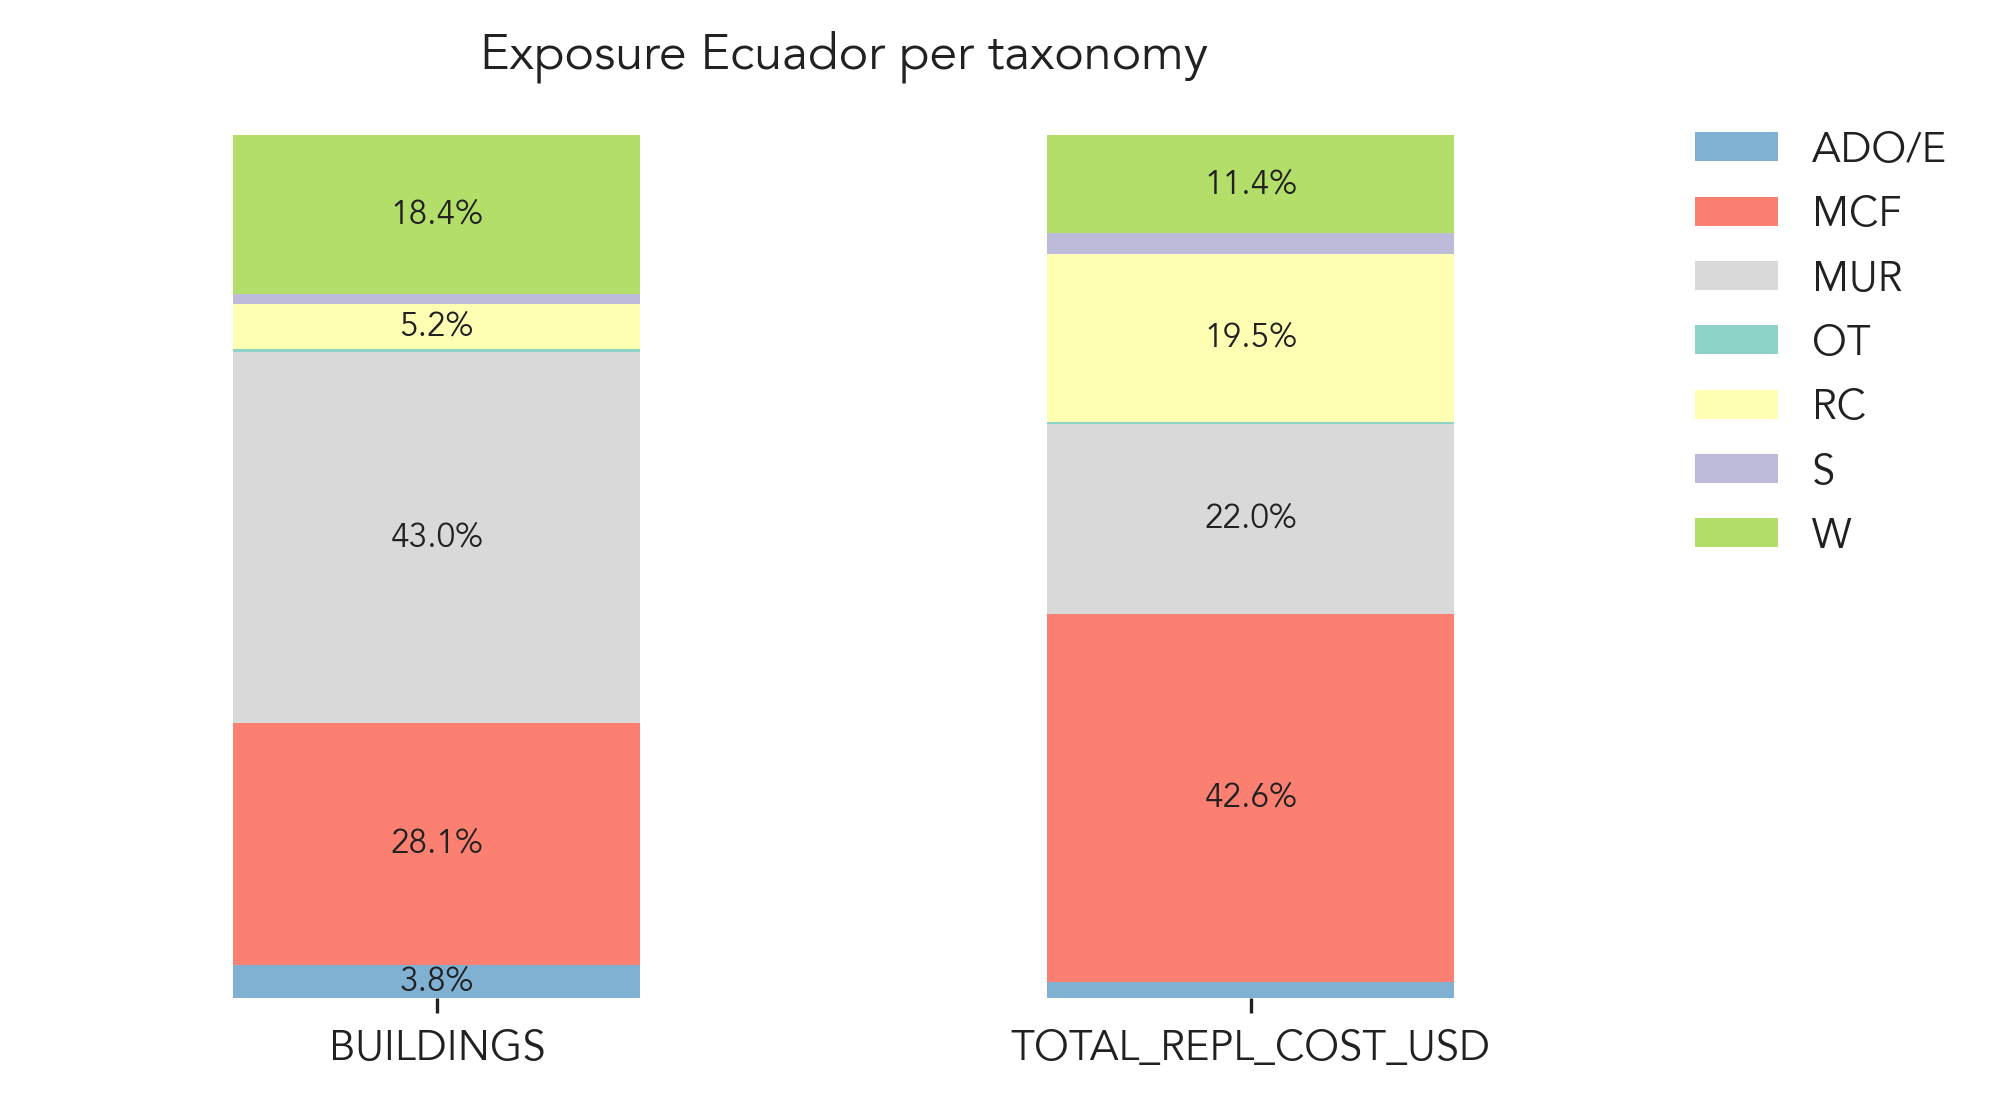 Exposure Ecuador per taxonomy
18.4%
5.2%
43.0%
28.1%
3.8%
BUILDINGS
11.4%
19.5%
22.0%
42.6%
TOTAL_REPL_COST_USD
ADO/E
MCF
MUR
OT
RC
S
W